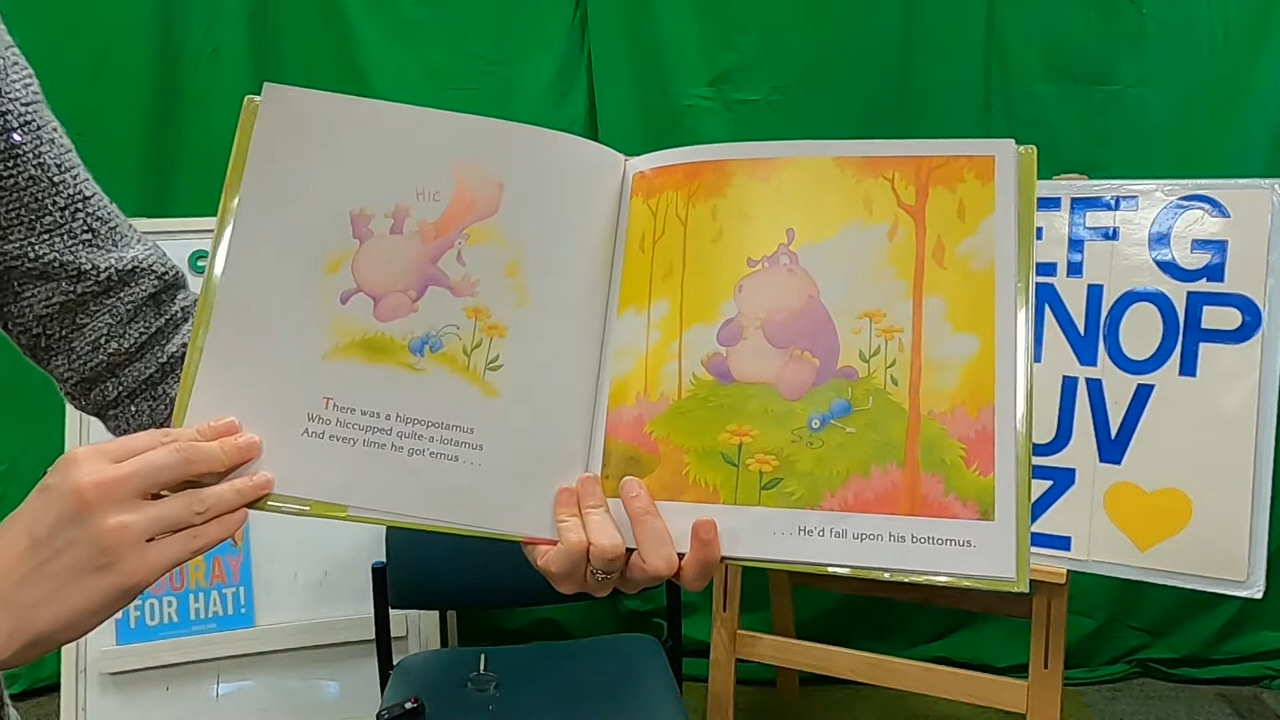 HIC
There was a hippopotamus
Who hiccupped quite-a-lotamus
And every time he got'emus . . .
. . . He'd fall upon his bottomus.
EFG
NOP
UV
Z
C
FOR HAT!